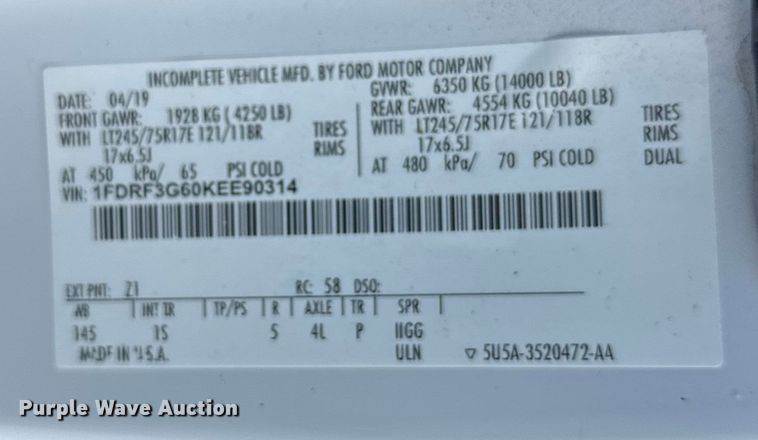 INCOMPLETE VEHICLE MFD. BY FORD MOTOR COMPANY
DATE: 04/19
GVWR: 6350 KG (14000 LB)
FRONT GAWR: 1928 KG (4250 LB)
REAR GAWR: 4554 KG (10040 LB)
WITH LT245/75R17E 121/118R TIRES
WITH LT245/75R17E 121/118R TIRES
17x6.5J RIMS
17x6.5J RIMS
AT 450 kPa/ 65 PSI COLD
AT 480 kPa/ 70 PSI COLD DUAL
VIN: 1FDRF3G60KEE90314
EXT PNT: Z1 RC: 58 DSO:
WB INT TR TP/PS R AXLE TR SPR
145 1S 5 4L P IIGG
MADE IN U.S.A. ULN ▽ 5U5A-3520472-AA
Purple Wave Auction